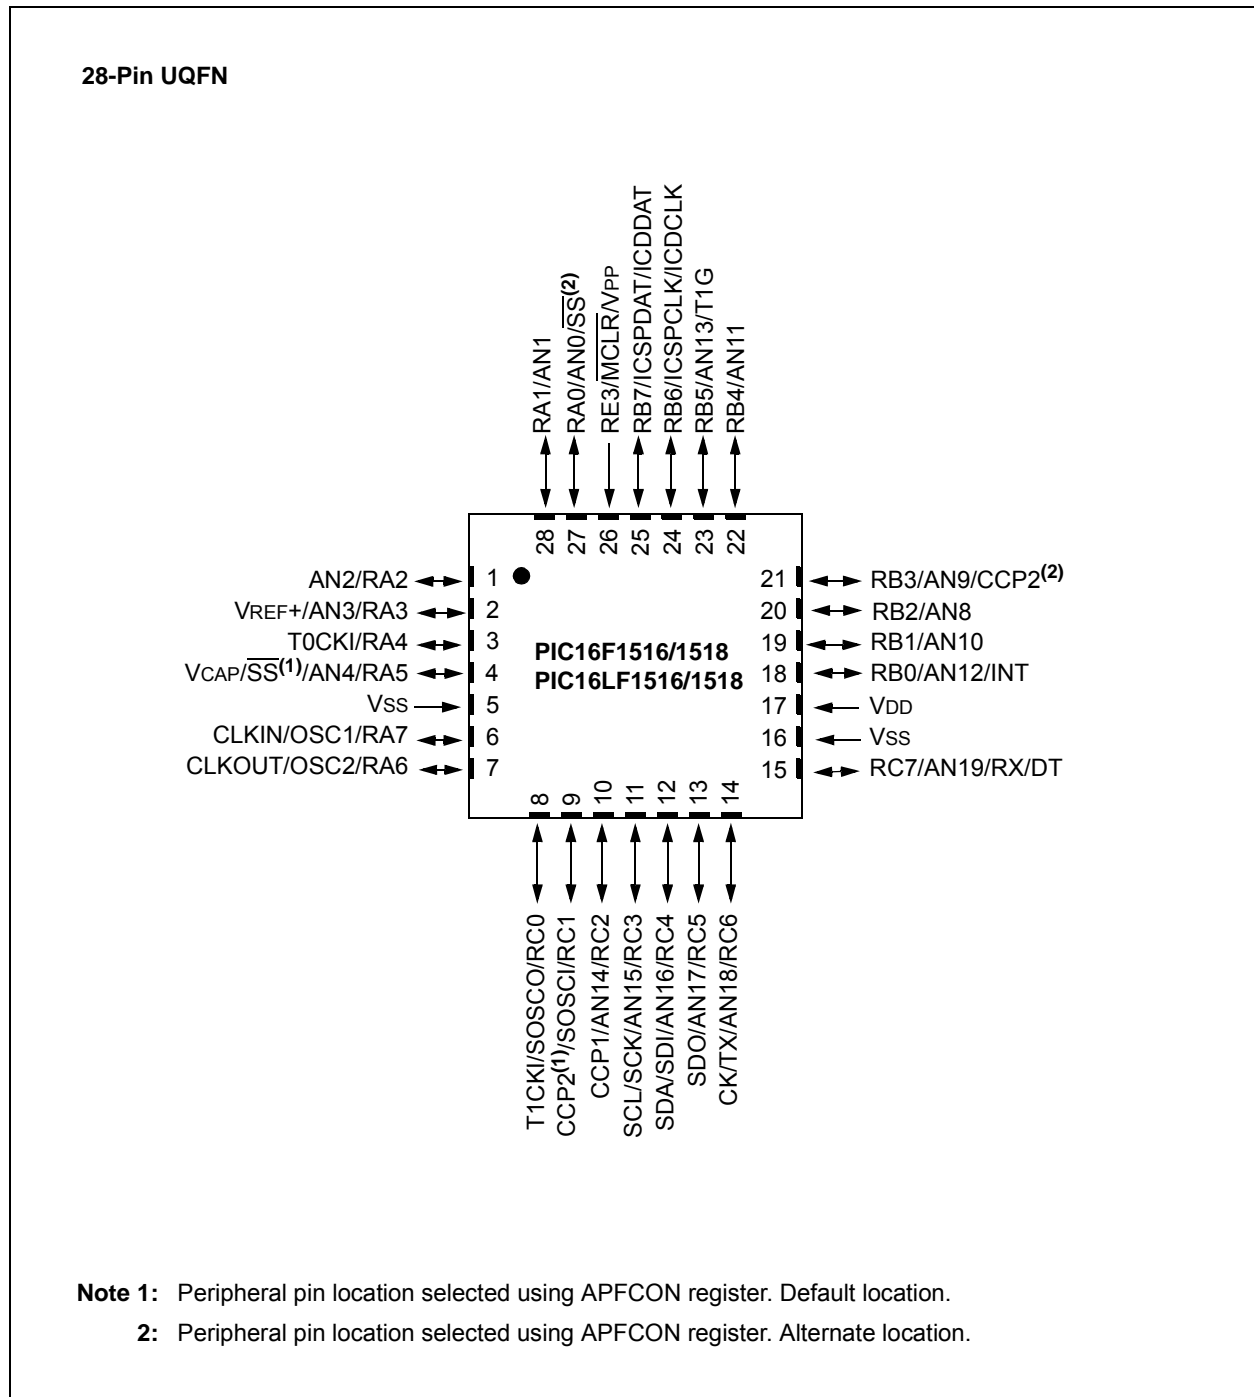 28-Pin UQFN
RA1/AN1
RA0/AN0/SS(2)
RE3/MCLR/VPP
RB7/ICSPDAT/ICDDAT
RB6/ICSPCLK/ICDCLK
RB5/AN13/T1G
RB4/AN11
28
27
26
25
24
23
22
AN2/RA2
1
VREF+/AN3/RA3
2
T0CKI/RA4
3
VCAP/SS(1)/AN4/RA5
4
VSS
5
CLKIN/OSC1/RA7
6
CLKOUT/OSC2/RA6
7
PIC16F1516/1518
PIC16LF1516/1518
21
RB3/AN9/CCP2(2)
20
RB2/AN8
19
RB1/AN10
18
RB0/AN12/INT
17
VDD
16
VSS
15
RC7/AN19/RX/DT
8
9
10
11
12
13
14
T1CKI/SOSCO/RC0
CCP2(1)/SOSCI/RC1
CCP1/AN14/RC2
SCL/SCK/AN15/RC3
SDA/SDI/AN16/RC4
SDO/AN17/RC5
CK/TX/AN18/RC6
Note 1: Peripheral pin location selected using APFCON register. Default location.
2: Peripheral pin location selected using APFCON register. Alternate location.